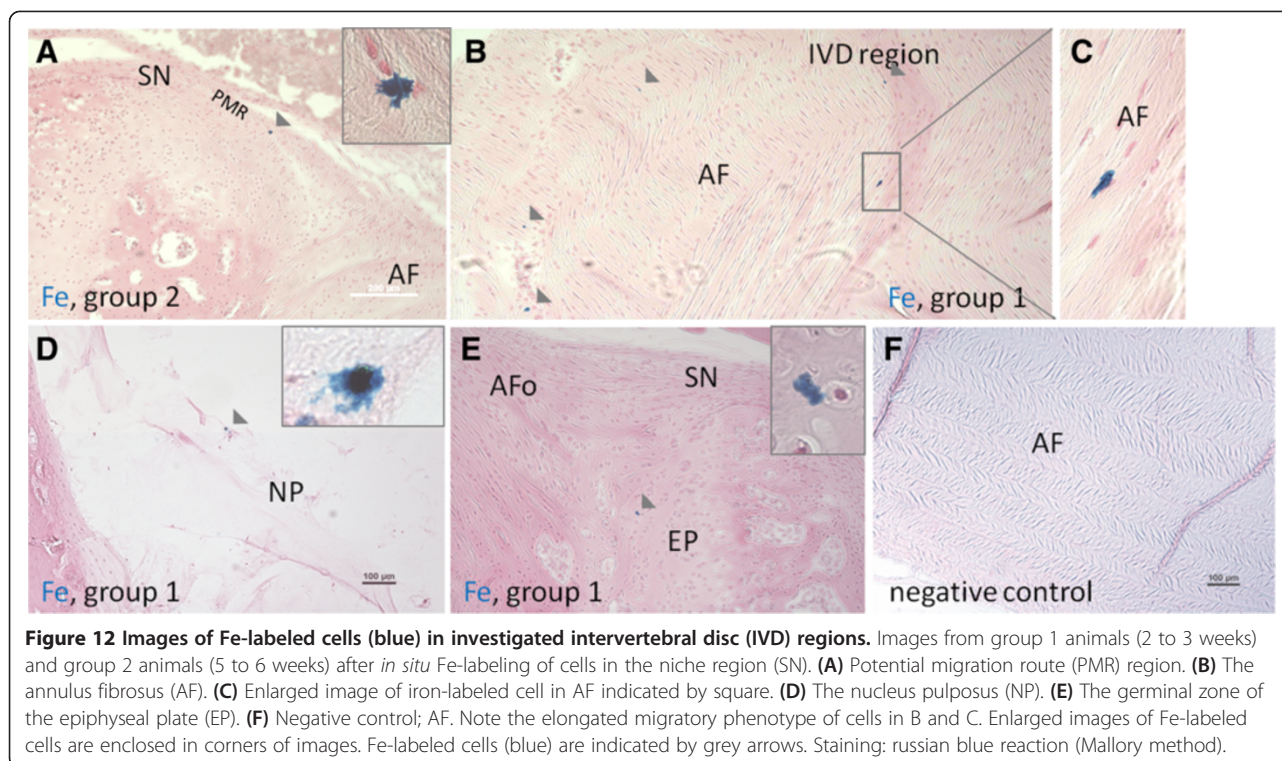 A
SN
PMR
AF
200 µm
Fe, group 2
B
IVD region
AF
Fe, group 1
C
AF
D
NP
100 µm
Fe, group 1
E
AFo
SN
EP
Fe, group 1
F
AF
100 µm
negative control
Figure 12 Images of Fe-labeled cells (blue) in investigated intervertebral disc (IVD) regions. Images from group 1 animals (2 to 3 weeks)
and group 2 animals (5 to 6 weeks) after in situ Fe-labeling of cells in the niche region (SN). (A) Potential migration route (PMR) region. (B) The
annulus fibrosus (AF). (C) Enlarged image of iron-labeled cell in AF indicated by square. (D) The nucleus pulposus (NP). (E) The germinal zone of
the epiphyseal plate (EP). (F) Negative control; AF. Note the elongated migratory phenotype of cells in B and C. Enlarged images of Fe-labeled
cells are enclosed in corners of images. Fe-labeled cells (blue) are indicated by grey arrows. Staining: russian blue reaction (Mallory method).